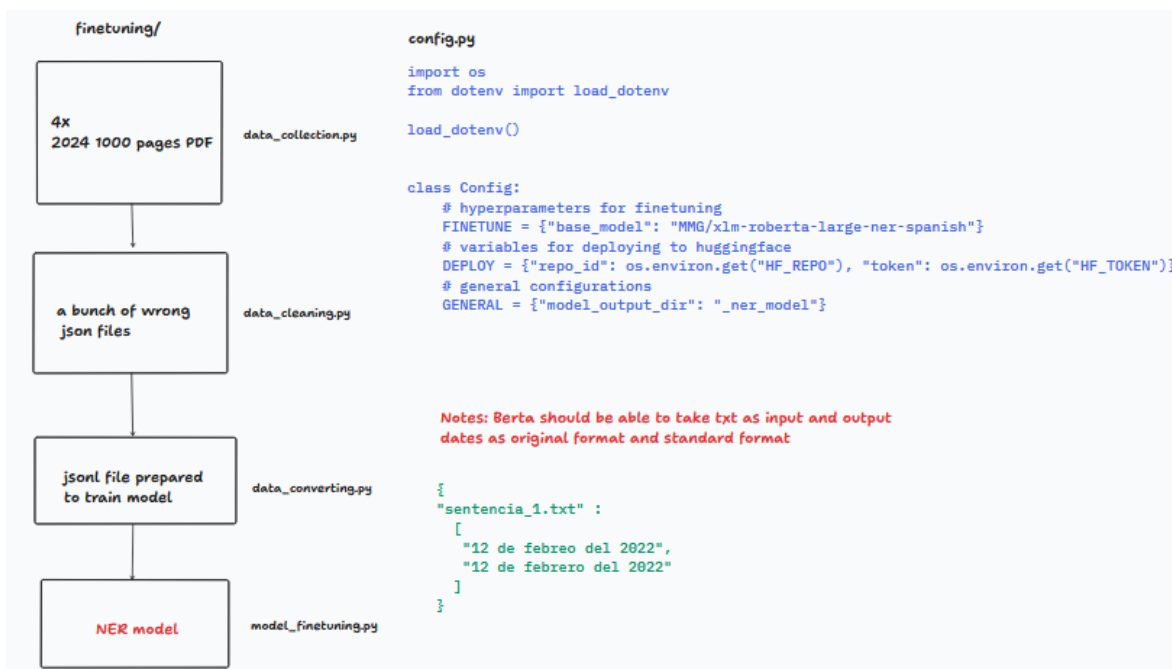 finetuning/
4x
2024 1000 pages PDF
data_collection.py
a bunch of wrong
json files
data_cleaning.py
jsonl file prepared
to train model
data_converting.py
NER model
model_finetuning.py
config.py
import os
from dotenv import load_dotenv
load_dotenv()
class Config:
# hyperparameters for finetuning
FINETUNE = {"base_model": "MMG/xlm-roberta-large-ner-spanish"}
# variables for deploying to huggingface
DEPLOY = {"repo_id": os.environ.get("HF_REPO"), "token": os.environ.get("HF_TOKEN")}
# general configurations
GENERAL = {"model_output_dir": "_ner_model"}
Notes: Berta should be able to take txt as input and output
dates as original format and standard format
{
"sentencia_1.txt" :
[
"12 de febreo del 2022",
"12 de febrero del 2022"
]
}